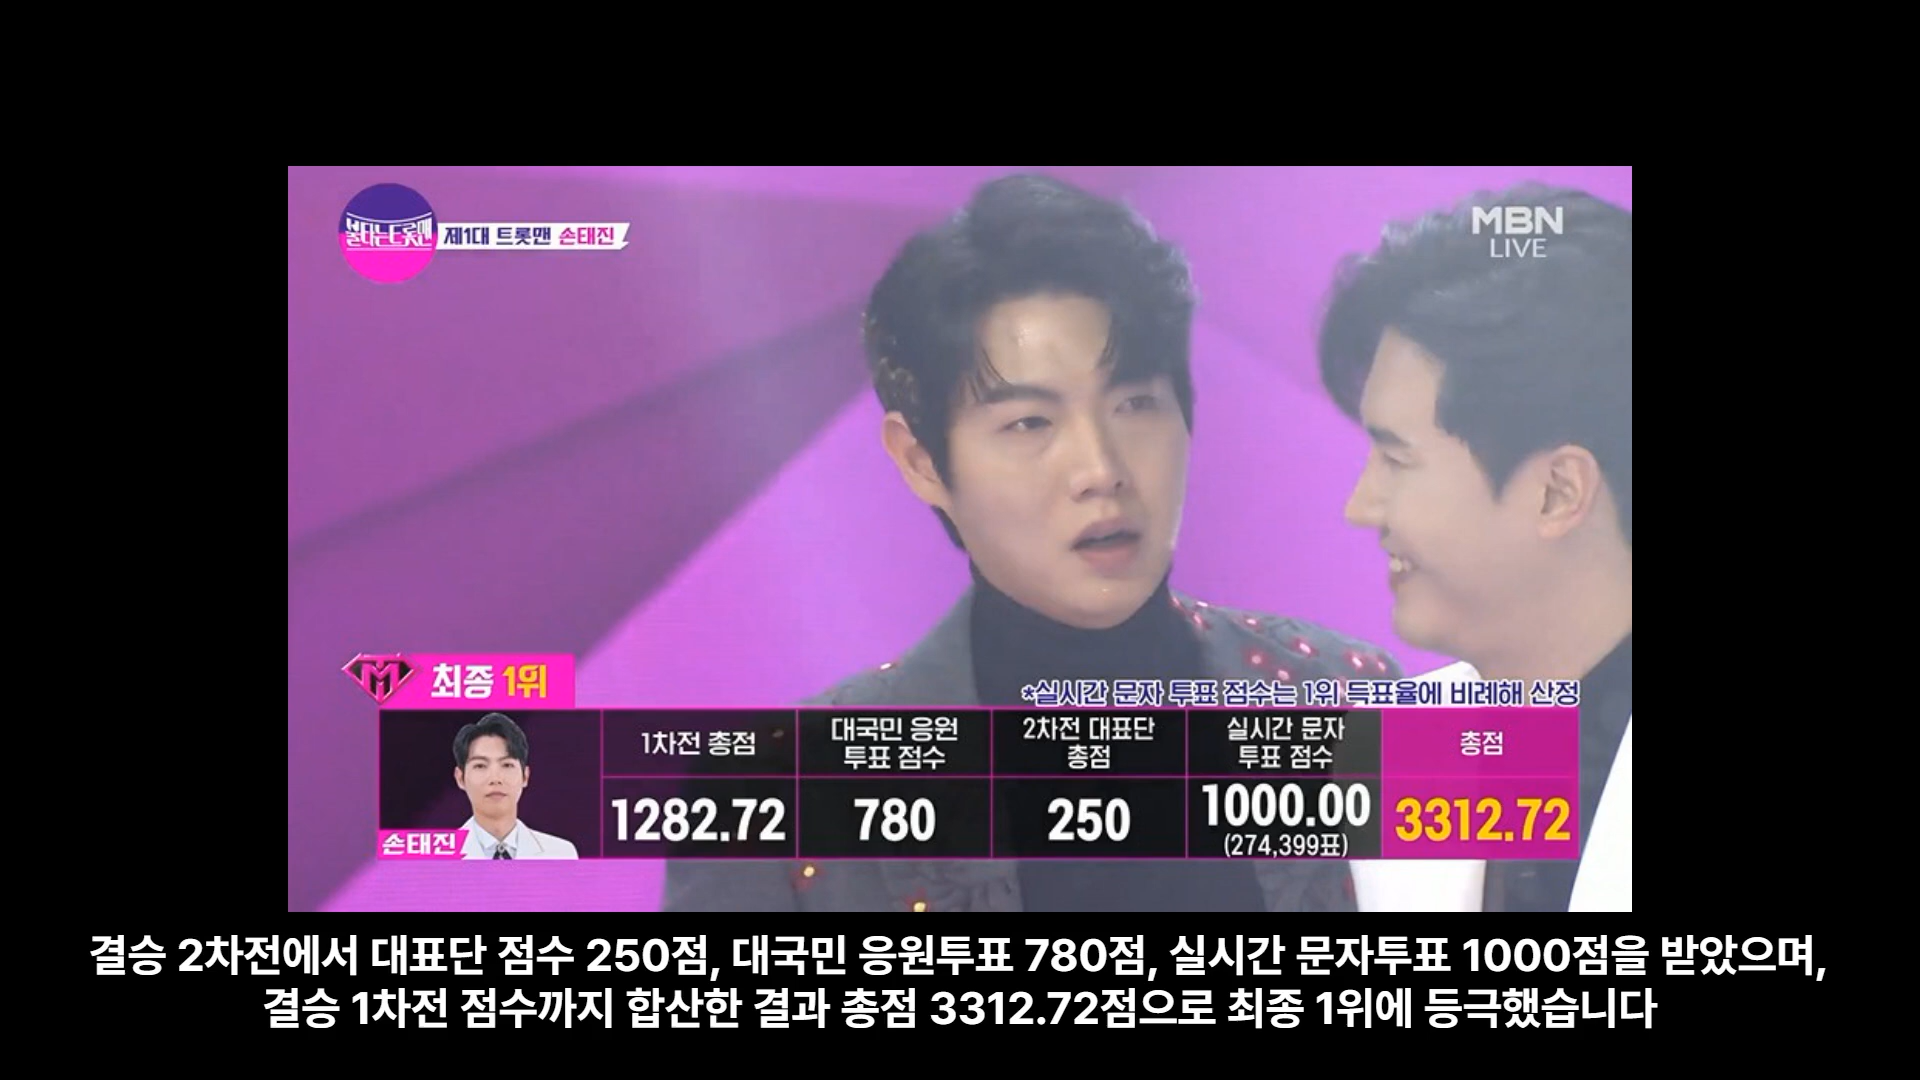 불타는트롯맨
제1대 트롯맨 손태진
MBN
LIVE
M 최종 1위
*실시간 문자 투표 점수는 1위 득표율에 비례해 산정
1차전 총점
대국민 응원
투표 점수
2차전 대표단
총점
실시간 문자
투표 점수
총점
손태진
1282.72
780
250
1000.00
(274,399표)
3312.72
결승 2차전에서 대표단 점수 250점, 대국민 응원투표 780점, 실시간 문자투표 1000점을 받았으며,
결승 1차전 점수까지 합산한 결과 총점 3312.72점으로 최종 1위에 등극했습니다